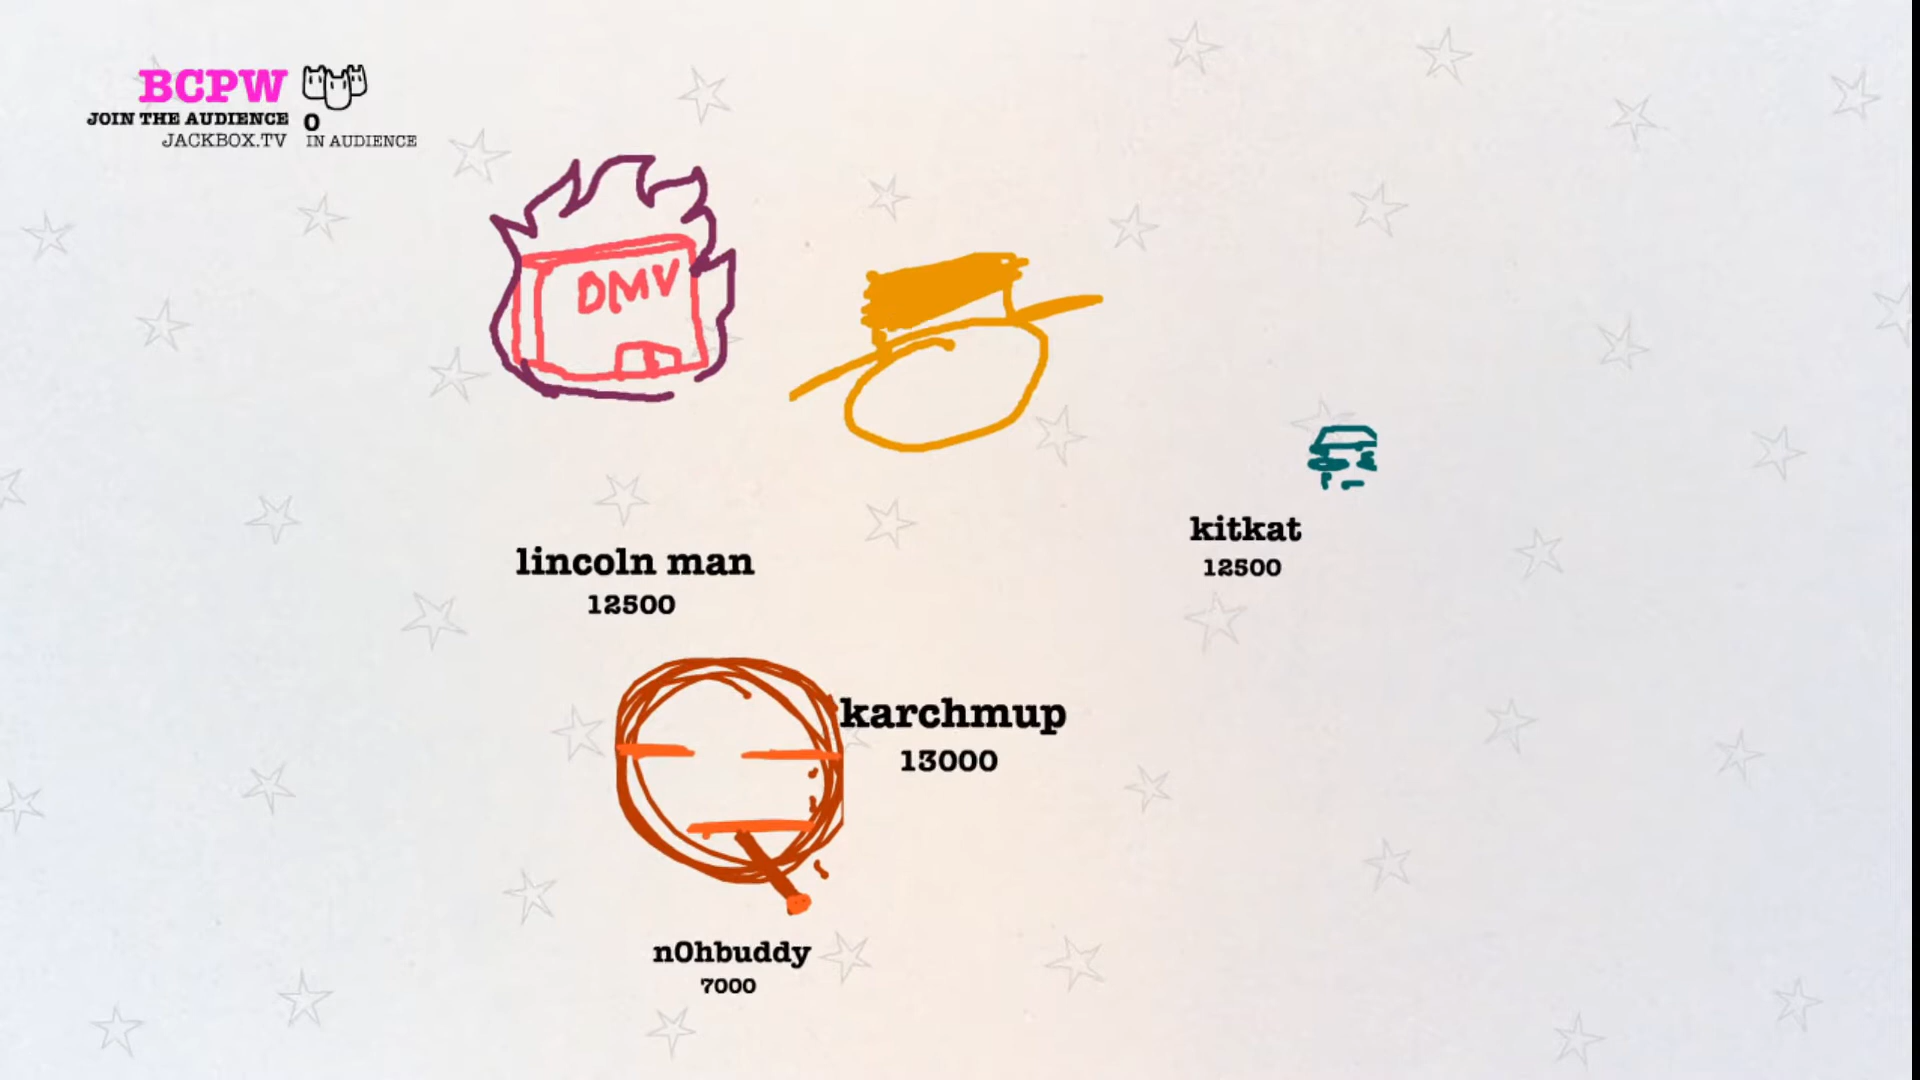 BCPW
JOIN THE AUDIENCE
JACKBOX.TV
0
IN AUDIENCE
DMV
lincoln man
12500
kitkat
12500
karchmup
13000
n0hbuddy
7000